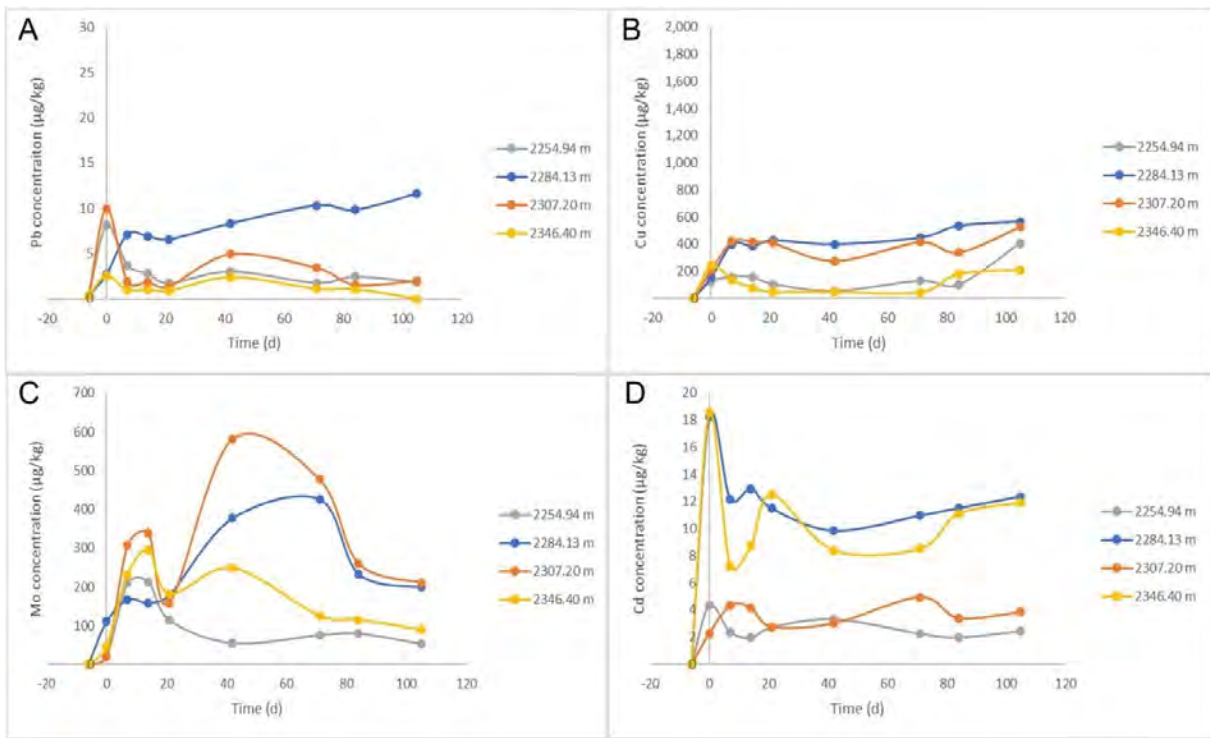 A
Pb concentraiton (µg/kg)
30
25
20
15
10
5
0
-20 0 20 40 60 80 100 120
Time (d)
2254.94 m
2284.13 m
2307.20 m
2346.40 m
B
Cu concentration (µg/kg)
2,000
1,800
1,600
1,400
1,200
1,000
800
600
400
200
0
-20 0 20 40 60 80 100 120
Time (d)
2254.94 m
2284.13 m
2307.20 m
2346.40 m
C
Mo concentration (µg/kg)
700
600
500
400
300
200
100
0
-20 0 20 40 60 80 100 120
Time (d)
2254.94 m
2284.13 m
2307.20 m
2346.40 m
D
Cd concentration (µg/kg)
20
18
16
14
12
10
8
6
4
2
0
-20 0 20 40 60 80 100 120
Time (d)
2254.94 m
2284.13 m
2307.20 m
2346.40 m